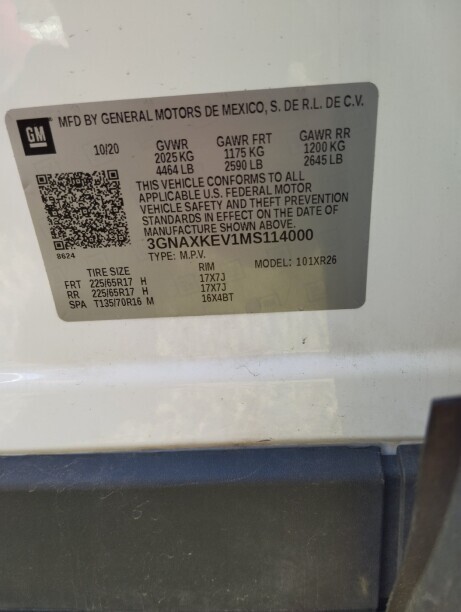 GM
MFD BY GENERAL MOTORS DE MEXICO, S. DE R.L. DE C.V.
10/20 GVWR GAWR FRT GAWR RR
2025 KG 1175 KG 1200 KG
4464 LB 2590 LB 2645 LB
THIS VEHICLE CONFORMS TO ALL
APPLICABLE U.S. FEDERAL MOTOR
VEHICLE SAFETY AND THEFT PREVENTION
STANDARDS IN EFFECT ON THE DATE OF
MANUFACTURE SHOWN ABOVE.
8624 3GNAXKEV1MS114000
TYPE: M.P.V.
TIRE SIZE RIM MODEL: 101XR26
FRT 225/65R17 H 17X7J
RR 225/65R17 H 17X7J
SPA T135/70R16 M 16X4BT